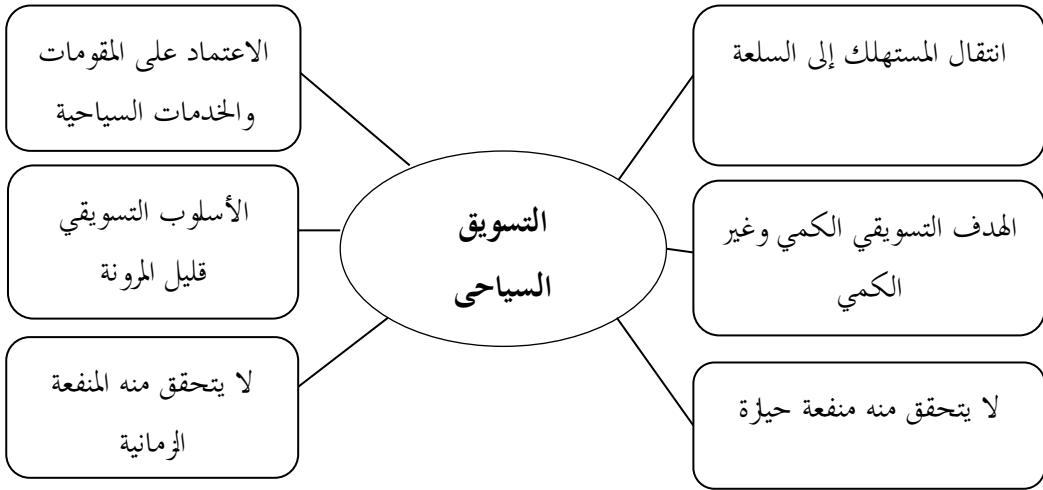 انتقال المستهلك إلى السلعة
الهدف التسويقي الكمي وغير
الكمي
لا يتحقق منه منفعة حيازة
التسويق
السياحى
الاعتماد على المقومات
والخدمات السياحية
الأسلوب التسويقي
قليل المرونة
لا يتحقق منه المنفعة
الزمانية